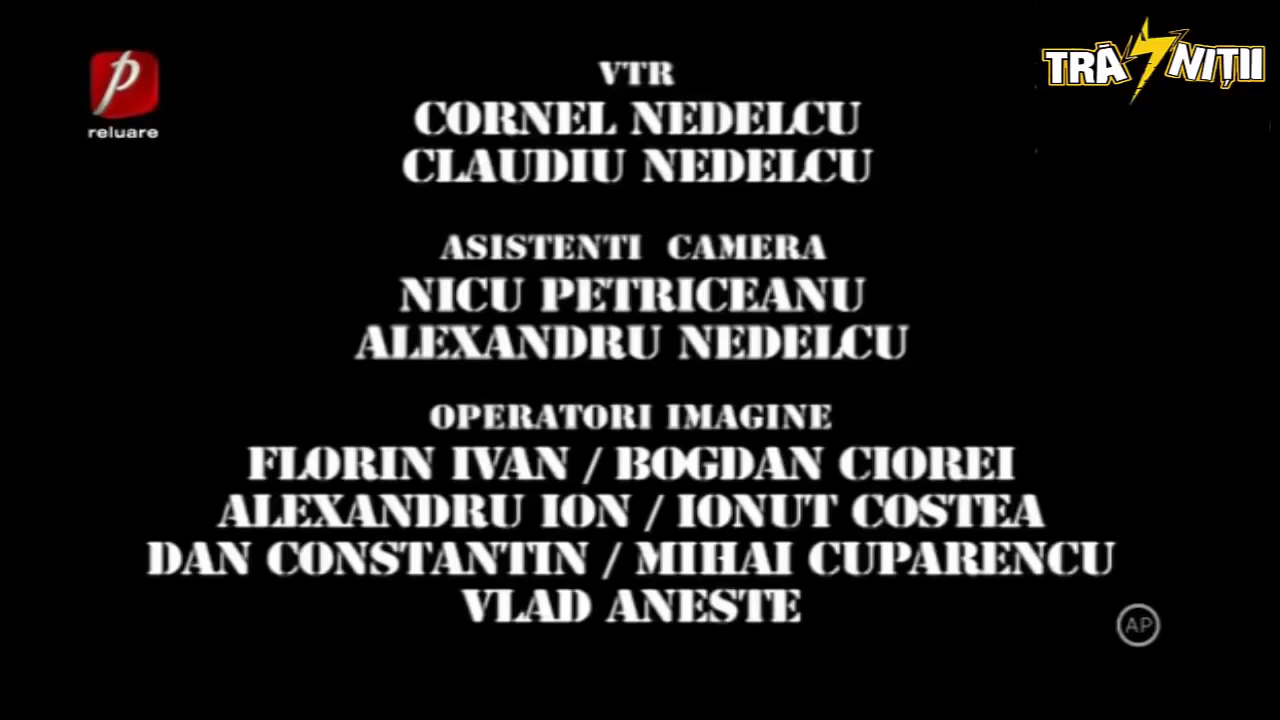 p
reluare
TRĂSNIȚII
VTR
CORNEL NEDELCU
CLAUDIU NEDELCU
ASISTENTI CAMERA
NICU PETRICEANU
ALEXANDRU NEDELCU
OPERATORI IMAGINE
FLORIN IVAN / BOGDAN CIOREI
ALEXANDRU ION / IONUT COSTEA
DAN CONSTANTIN / MIHAI CUPARENCU
VLAD ANESTE
AP